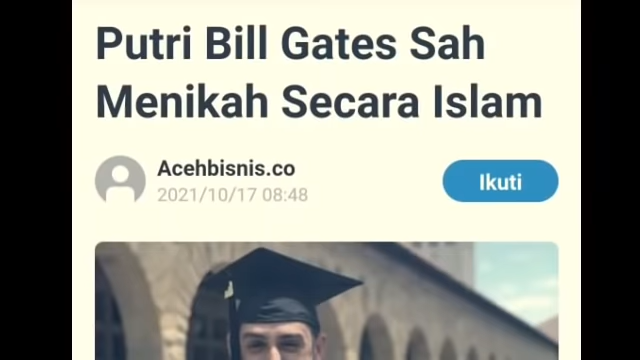 Putri Bill Gates Sah
Menikah Secara Islam
Acehbisnis.co
2021/10/17 08:48
Ikuti